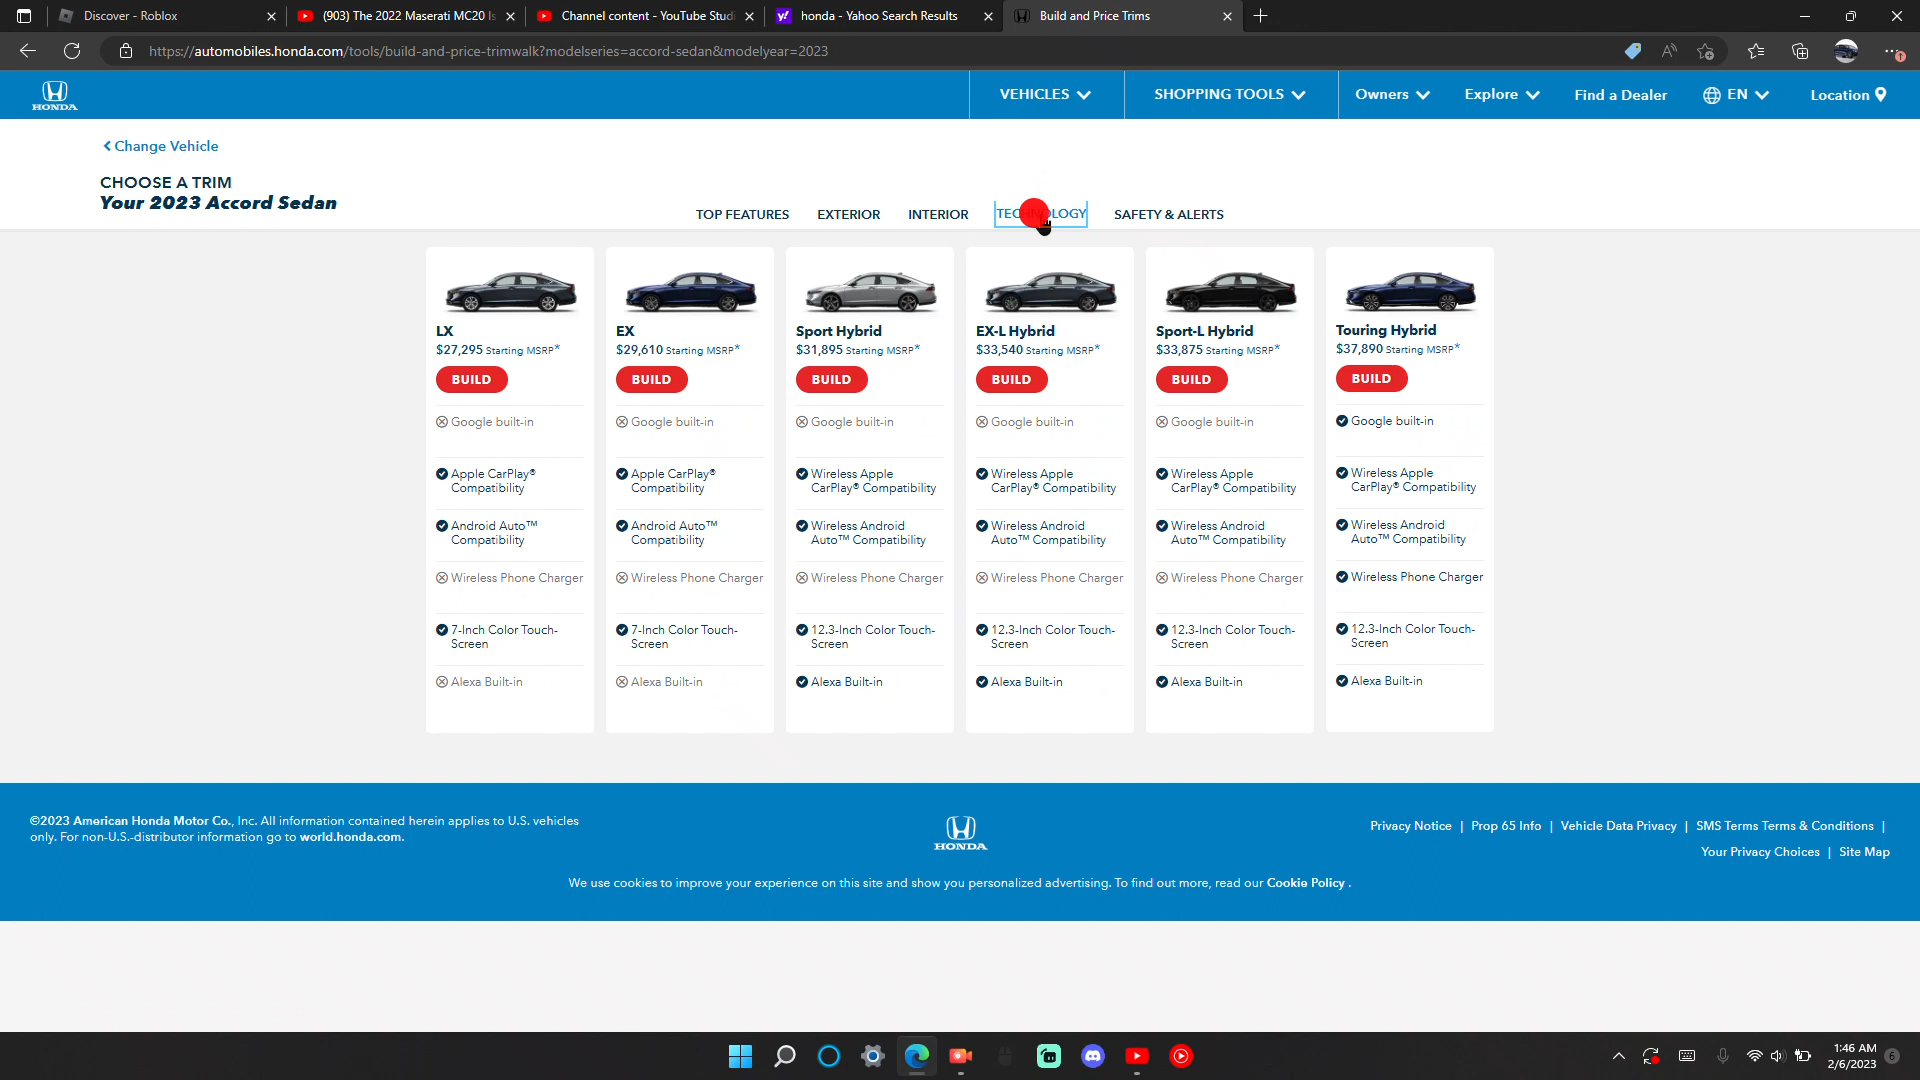 Discover - Roblox
(903) The 2022 Maserati MC20 Is
Channel content - YouTube Studi
honda - Yahoo Search Results
Build and Price Trims
https://automobiles.honda.com/tools/build-and-price-trimwalk?modelseries=accord-sedan&modelyear=2023
HONDA
VEHICLES
SHOPPING TOOLS
Owners
Explore
Find a Dealer
EN
Location
Change Vehicle
CHOOSE A TRIM
Your 2023 Accord Sedan
TOP FEATURES
EXTERIOR
INTERIOR
TECHNOLOGY
SAFETY & ALERTS
LX
$27,295 Starting MSRP*
BUILD
Google built-in
Apple CarPlay®
Compatibility
Android Auto™
Compatibility
Wireless Phone Charger
7-Inch Color Touch-
Screen
Alexa Built-in
EX
$29,610 Starting MSRP*
BUILD
Google built-in
Apple CarPlay®
Compatibility
Android Auto™
Compatibility
Wireless Phone Charger
7-Inch Color Touch-
Screen
Alexa Built-in
Sport Hybrid
$31,895 Starting MSRP*
BUILD
Google built-in
Wireless Apple
CarPlay® Compatibility
Wireless Android
Auto™ Compatibility
Wireless Phone Charger
12.3-Inch Color Touch-
Screen
Alexa Built-in
EX-L Hybrid
$33,540 Starting MSRP*
BUILD
Google built-in
Wireless Apple
CarPlay® Compatibility
Wireless Android
Auto™ Compatibility
Wireless Phone Charger
12.3-Inch Color Touch-
Screen
Alexa Built-in
Sport-L Hybrid
$33,875 Starting MSRP*
BUILD
Google built-in
Wireless Apple
CarPlay® Compatibility
Wireless Android
Auto™ Compatibility
Wireless Phone Charger
12.3-Inch Color Touch-
Screen
Alexa Built-in
Touring Hybrid
$37,890 Starting MSRP*
BUILD
Google built-in
Wireless Apple
CarPlay® Compatibility
Wireless Android
Auto™ Compatibility
Wireless Phone Charger
12.3-Inch Color Touch-
Screen
Alexa Built-in
©2023 American Honda Motor Co., Inc. All information contained herein applies to U.S. vehicles
only. For non-U.S.-distributor information go to world.honda.com.
HONDA
Privacy Notice | Prop 65 Info | Vehicle Data Privacy | SMS Terms Terms & Conditions |
Your Privacy Choices | Site Map
We use cookies to improve your experience on this site and show you personalized advertising. To find out more, read our Cookie Policy .
1:46 AM
2/6/2023
6